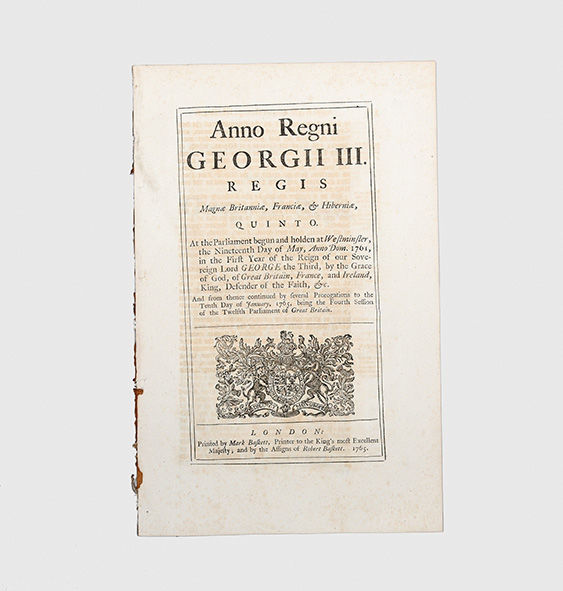 Anno Regni
GEORGII III.
REGIS
Magnæ Britanniæ, Franciæ, & Hiberniæ,
QUINTO.
At the Parliament begun and holden at Westminster,
the Nineteenth Day of May, Anno Dom. 1761,
in the First Year of the Reign of our Sove-
reign Lord GEORGE the Third, by the Grace
of God, of Great Britain, France, and Ireland,
King, Defender of the Faith, &c.
And from thence continued by several Prorogations to the
Tenth Day of January, 1765, being the Fourth Session
of the Twelfth Parliament of Great Britain.
LONDON:
Printed by Mark Baskett, Printer to the King's most Excellent
Majesty; and by the Assigns of Robert Baskett. 1765.